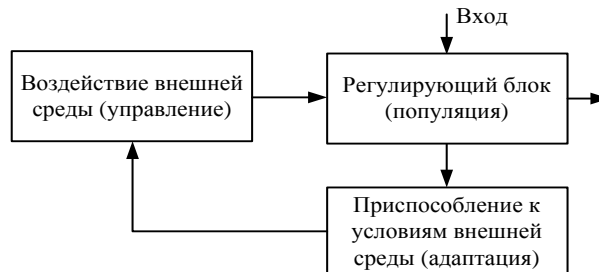 Вход
Воздействие внешней
среды (управление)
Регулирующий блок
(популяция)
Приспособление к
условиям внешней
среды (адаптация)